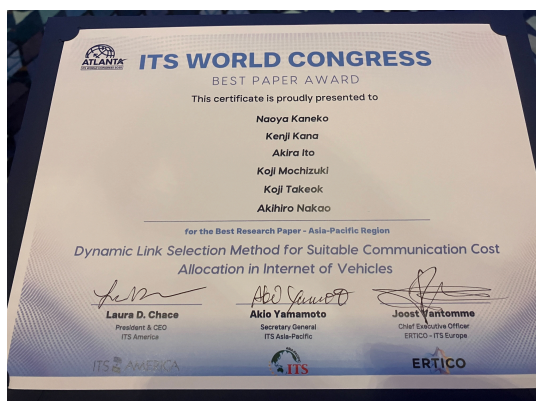 ATLANTA
ITS WORLD CONGRESS
BEST PAPER AWARD
This certificate is proudly presented to
Naoya Kaneko
Kenji Kana
Akira Ito
Koji Mochizuki
Koji Takeok
Akihiro Nakao
for the Best Research Paper - Asia-Pacific Region
Dynamic Link Selection Method for Suitable Communication Cost
Allocation in Internet of Vehicles
Laura D. Chace
Akio Yamamoto
Joost Vantomme
President & CEO
Secretary General
Chief Executive Officer
ITS America
ITS Asia-Pacific
ERTICO - ITS Europe
ITS AMERICA
ITS
ERTICO